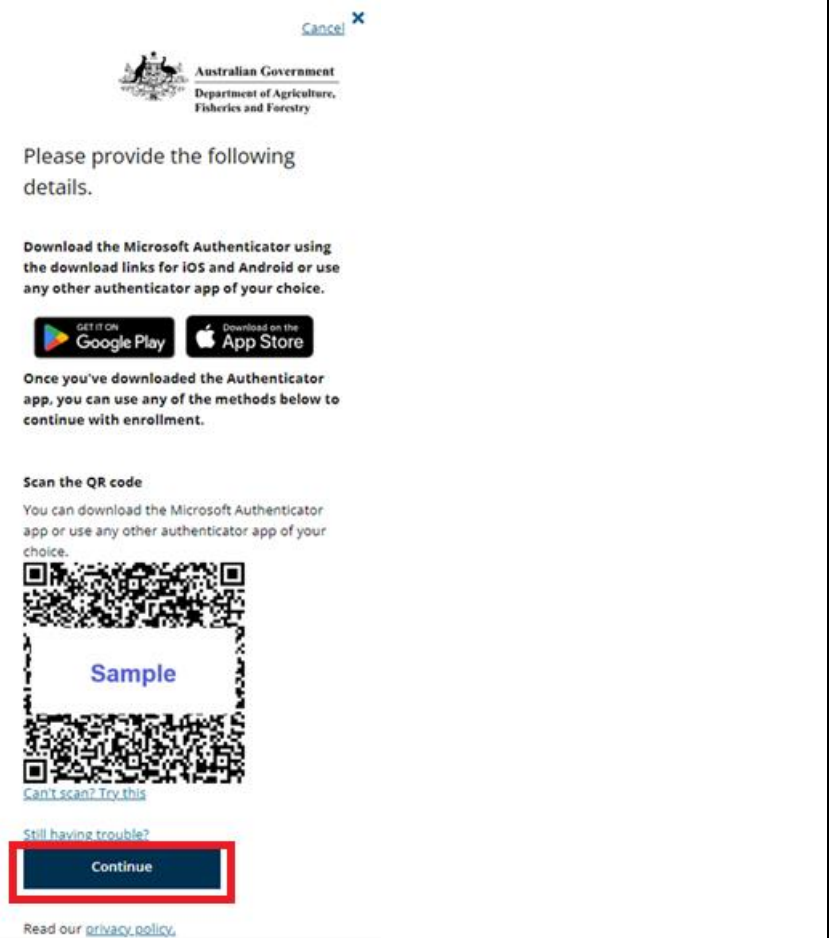 Cancel
Australian Government
Department of Agriculture,
Fisheries and Forestry
Please provide the following
details.
Download the Microsoft Authenticator using
the download links for iOS and Android or use
any other authenticator app of your choice.
GET IT ON
Google Play
Download on the
App Store
Once you've downloaded the Authenticator
app, you can use any of the methods below to
continue with enrollment.
Scan the QR code
You can download the Microsoft Authenticator
app or use any other authenticator app of your
choice.
Sample
Can't scan? Try this
Still having trouble?
Continue
Read our privacy policy.